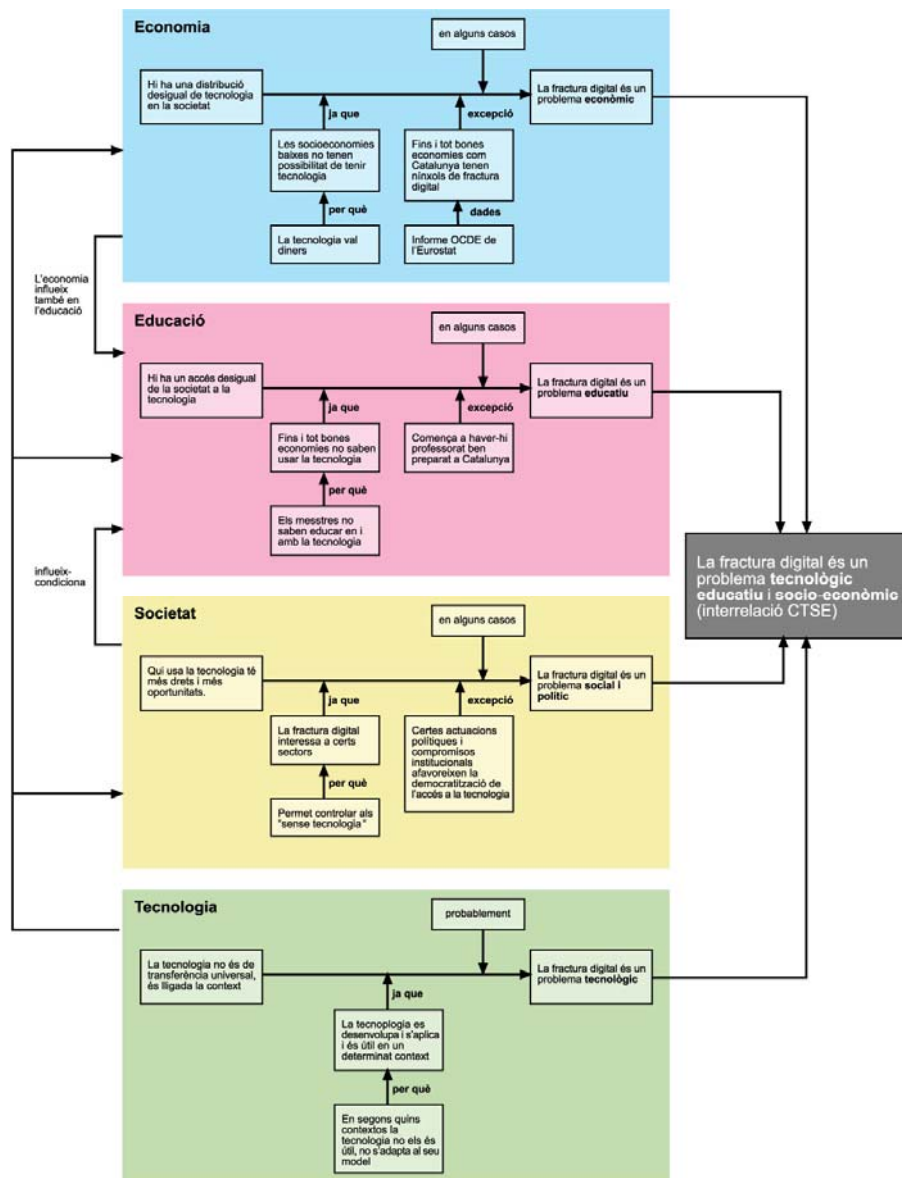 Economia
en alguns casos
Hi ha una distribució
desigual de tecnologia
en la societat
La fractura digital és un
problema econòmic
ja que
excepció
Les socioeconomies
baixes no tenen
possibilitat de tenir
tecnologia
Fins i tot bones
economies com
Catalunya tenen
nínxols de fractura
digital
per què
dades
La tecnologia val
diners
Informe OCDE de
l'Eurostat
L'economia
influeix
també en
l'educació
Educació
en alguns casos
Hi ha un accés desigual
de la societat a la
tecnologia
La fractura digital és un
problema educatiu
ja que
excepció
Fins i tot bones
economies no saben
usar la tecnologia
Comença a haver-hi
professorat ben
preparat a Catalunya
per què
Els messtres no
saben educar en i
amb la tecnologia
influeix-
condiciona
La fractura digital és un
problema tecnològic
educatiu i socio-econòmic
(interrelació CTSE)
Societat
en alguns casos
Qui usa la tecnologia té
més drets i més
oportunitats.
La fractura digital és un
problema social i
polític
ja que
excepció
La fractura digital
interessa a certs
sectors
Certes actuacions
polítiques i
compromisos
institucionals
afavoreixen la
democratització de
l'accés a la tecnologia
per què
Permet controlar als
"sense tecnologia"
Tecnologia
probablement
La tecnologia no és de
transferència universal,
és lligada la context
La fractura digital és un
problema tecnològic
ja que
La tecnoplogia es
desenvolupa i s'aplica
i és útil en un
determinat context
per què
En segons quins
contextos la
tecnologia no els és
útil, no s'adapta al seu
model